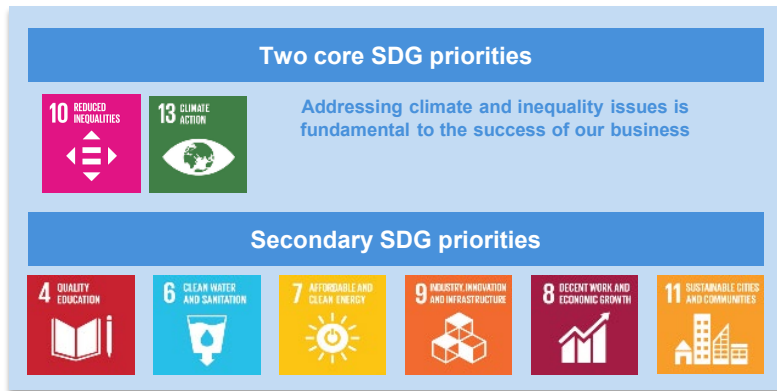 Two core SDG priorities
10 REDUCED
INEQUALITIES
13 CLIMATE
ACTION
Addressing climate and inequality issues is
fundamental to the success of our business
Secondary SDG priorities
4 QUALITY
EDUCATION
6 CLEAN WATER
AND SANITATION
7 AFFORDABLE AND
CLEAN ENERGY
9 INDUSTRY, INNOVATION
AND INFRASTRUCTURE
8 DECENT WORK AND
ECONOMIC GROWTH
11 SUSTAINABLE CITIES
AND COMMUNITIES